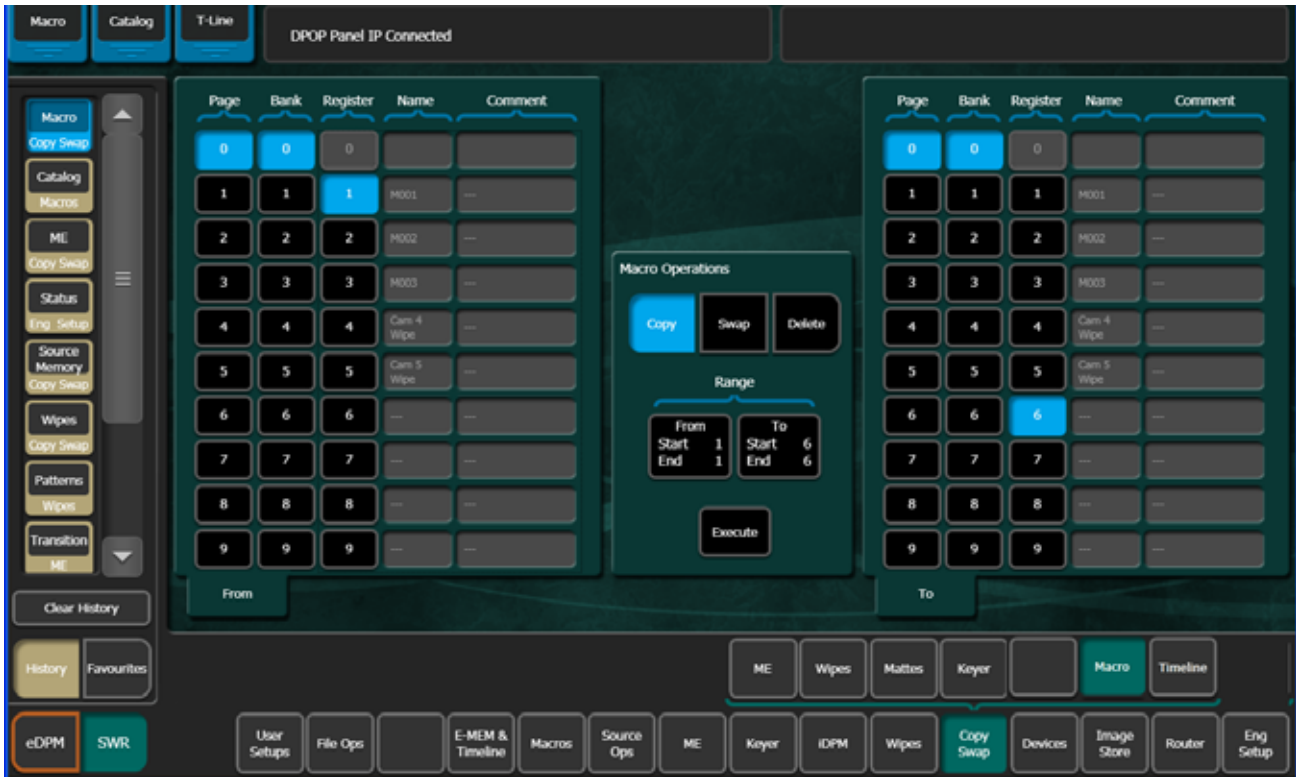 Macro Catalog T-Line
DPOP Panel IP Connected
Macro
Copy Swap
Catalog
Macros
ME
Copy Swap
Status
Eng Setup
Source
Memory
Copy Swap
Wipes
Copy Swap
Patterns
Wipes
Transition
ME
Clear History
History Favourites
eDPM SWR
Page Bank Register Name Comment
0 0 0
1 1 1 M001 ---
2 2 2 M002 ---
3 3 3 M003 ---
4 4 4 Cam 4 Wipe ---
5 5 5 Cam 5 Wipe ---
6 6 6 --- ---
7 7 7 --- ---
8 8 8 --- ---
9 9 9 --- ---
From
Macro Operations
Copy Swap Delete
Range
From To
Start 1 Start 6
End 1 End 6
Execute
Page Bank Register Name Comment
0 0 0
1 1 1 M001 ---
2 2 2 M002 ---
3 3 3 M003 ---
4 4 4 Cam 4 Wipe ---
5 5 5 Cam 5 Wipe ---
6 6 6 --- ---
7 7 7 --- ---
8 8 8 --- ---
9 9 9 --- ---
To
ME Wipes Mattes Keyer Macro Timeline
User Setups File Ops E-MEM & Timeline Macros Source Ops ME Keyer iDPM Wipes Copy Swap Devices Image Store Router Eng Setup